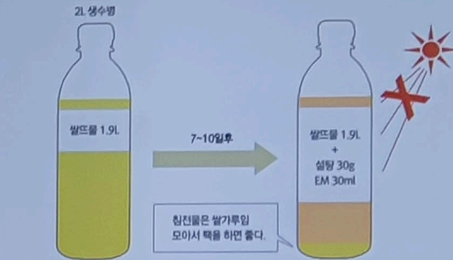 2L 생수병
쌀뜨물 1.9L
7~10일후
쌀뜨물 1.9L
+
설탕 30g
EM 30ml
침전물은 쌀가루임
모아서 팩을 하면 좋다.